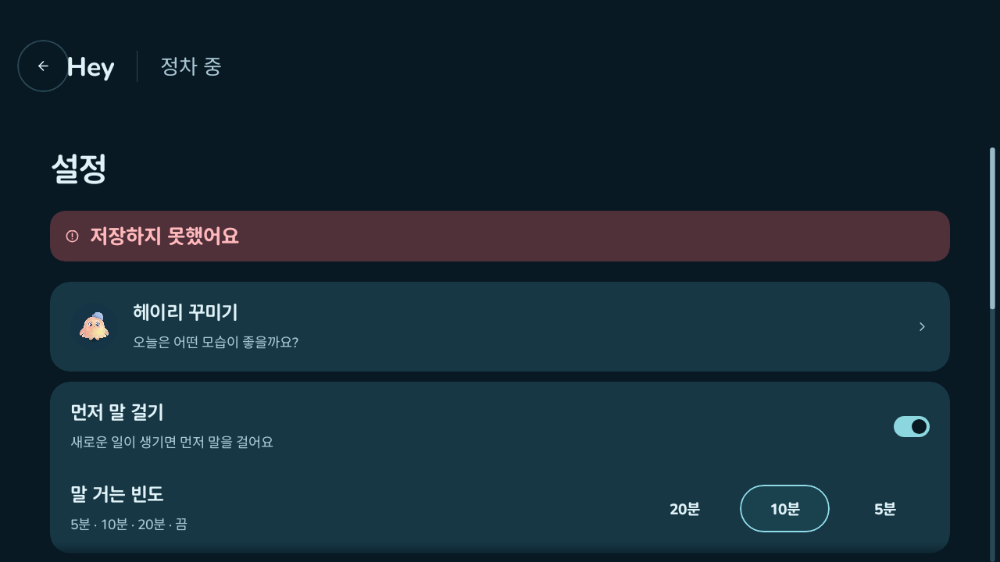 Hey
정차 중
설정
저장하지 못했어요
헤이리 꾸미기
오늘은 어떤 모습이 좋을까요?
먼저 말 걸기
새로운 일이 생기면 먼저 말을 걸어요
말 거는 빈도
5분 · 10분 · 20분 · 끔
20분
10분
5분